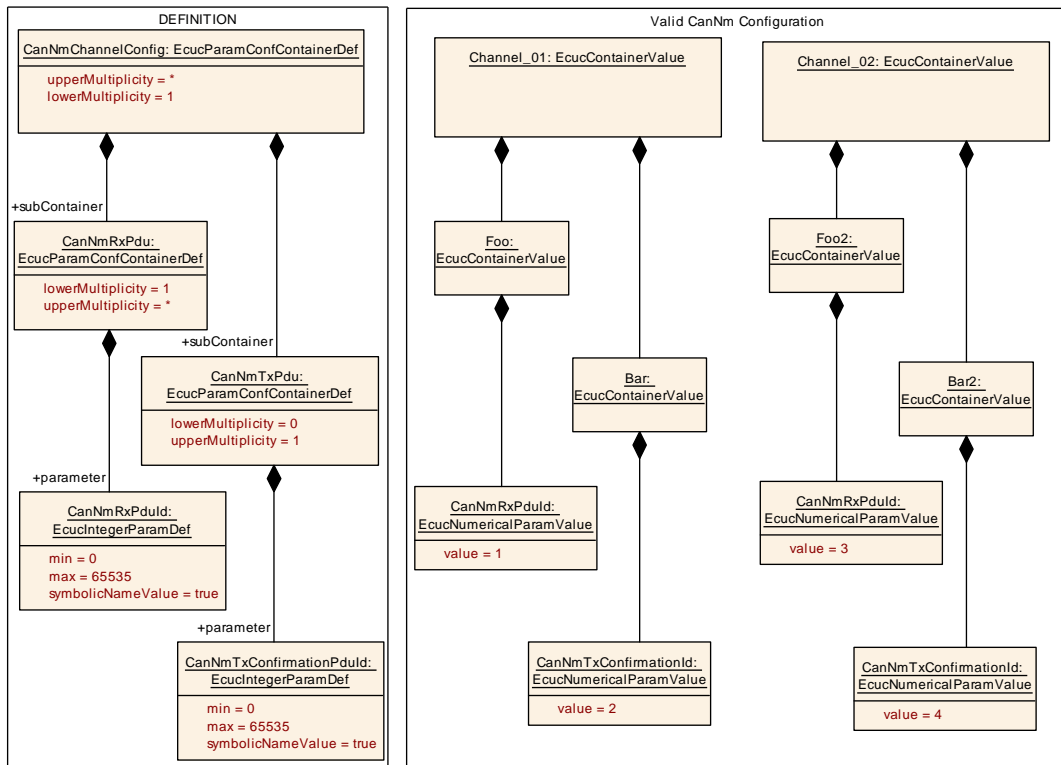 DEFINITION
CanNmChannelConfig: EcucParamConfContainerDef
upperMultiplicity = *
lowerMultiplicity = 1
+subContainer
CanNmRxPdu:
EcucParamConfContainerDef
lowerMultiplicity = 1
upperMultiplicity = *
+subContainer
CanNmTxPdu:
EcucParamConfContainerDef
lowerMultiplicity = 0
upperMultiplicity = 1
+parameter
CanNmRxPduId:
EcucIntegerParamDef
min = 0
max = 65535
symbolicNameValue = true
+parameter
CanNmTxConfirmationPduId:
EcucIntegerParamDef
min = 0
max = 65535
symbolicNameValue = true
Valid CanNm Configuration
Channel_01: EcucContainerValue
Foo:
EcucContainerValue
Bar:
EcucContainerValue
CanNmRxPduId:
EcucNumericalParamValue
value = 1
CanNmTxConfirmationId:
EcucNumericalParamValue
value = 2
Channel_02: EcucContainerValue
Foo2:
EcucContainerValue
Bar2:
EcucContainerValue
CanNmRxPduId:
EcucNumericalParamValue
value = 3
CanNmTxConfirmationId:
EcucNumericalParamValue
value = 4